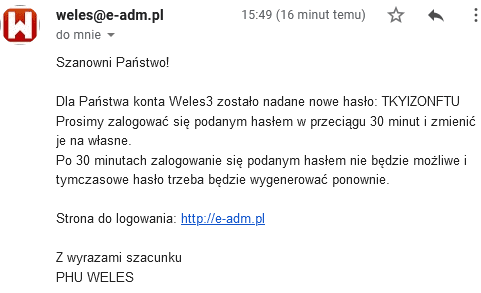 weles@e-adm.pl 15:49 (16 minut temu)
do mnie
Szanowni Państwo!
Dla Państwa konta Weles3 zostało nadane nowe hasło: TKYIZONFTU
Prosimy zalogować się podanym hasłem w przeciągu 30 minut i zmienić
je na własne.
Po 30 minutach zalogowanie się podanym hasłem nie będzie możliwe i
tymczasowe hasło trzeba będzie wygenerować ponownie.
Strona do logowania: http://e-adm.pl
Z wyrazami szacunku
PHU WELES